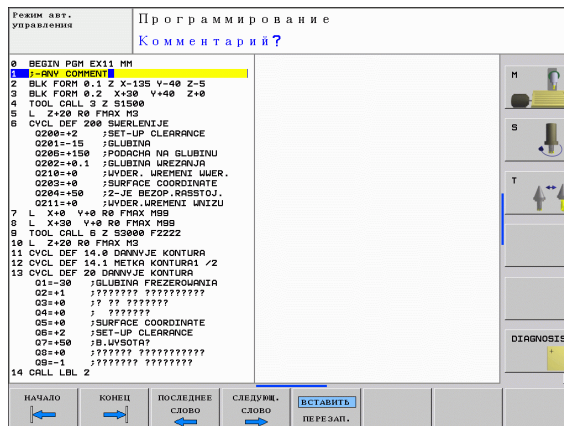 Режим авт.
управления
Программирование
Комментарий?
0 BEGIN PGM EX11 MM
1 ;-ANY COMMENT
2 BLK FORM 0.1 Z X-135 Y-40 Z-5
3 BLK FORM 0.2 X+30 Y+40 Z+0
4 TOOL CALL 3 Z S1500
5 L Z+20 R0 FMAX M3
6 CYCL DEF 200 SWERLENIJE
Q200=+2 ;SET-UP CLEARANCE
Q201=-15 ;GLUBINA
Q206=+150 ;PODACHA NA GLUBINU
Q202=+0.1 ;GLUBINA WREZANJA
Q210=+0 ;WYDER. WREMENI WWER.
Q203=+0 ;SURFACE COORDINATE
Q204=+50 ;2-JE BEZOP.RASSTOJ.
Q211=+0 ;WYDER.WREMENI WNIZU
7 L X+0 Y+0 R0 FMAX M99
8 L X+30 Y+0 R0 FMAX M99
9 TOOL CALL 6 Z S3000 F2222
10 L Z+20 R0 FMAX M3
11 CYCL DEF 14.0 DANNYJE KONTURA
12 CYCL DEF 14.1 METKA KONTURA1 /2
13 CYCL DEF 20 DANNYJE KONTURA
Q1=-30 ;GLUBINA FREZEROWANIA
Q2=+1 ;??????? ??????????
Q3=+0 ;? ?? ???????
Q4=+0 ; ???????
Q5=+0 ;SURFACE COORDINATE
Q6=+2 ;SET-UP CLEARANCE
Q7=+50 ;B.WYSOTA?
Q8=+0 ;?????? ???????????
Q9=-1 ;??????? ????????
14 CALL LBL 2
M
S
T
DIAGNOSIS
НАЧАЛО
КОНЕЦ
ПОСЛЕДНЕЕ
СЛОВО
СЛЕДУЮЩ.
СЛОВО
ВСТАВИТЬ
ПЕРЕЗАП.